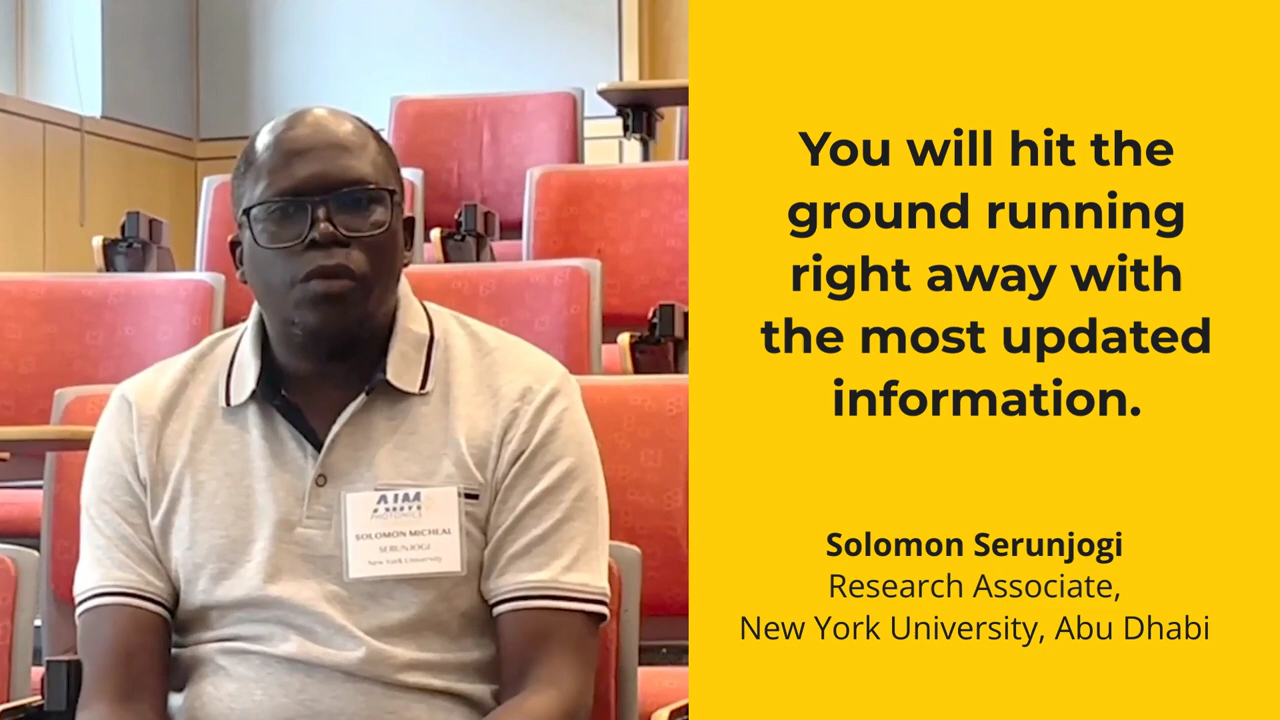 AIM
PHOTONICS
SOLOMON MICHEAL
SERUNJOGI
New York University
You will hit the
ground running
right away with
the most updated
information.
Solomon Serunjogi
Research Associate,
New York University, Abu Dhabi